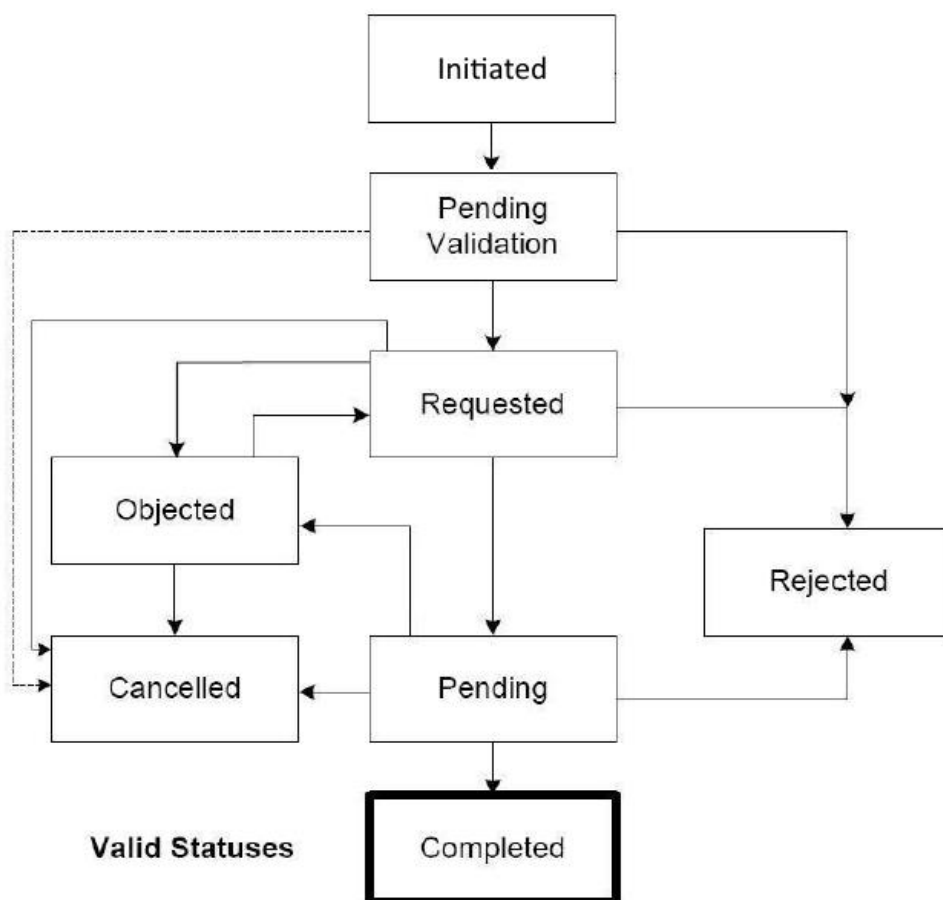 Initiated
Pending
Validation
Requested
Objected
Rejected
Cancelled
Pending
Valid Statuses
Completed